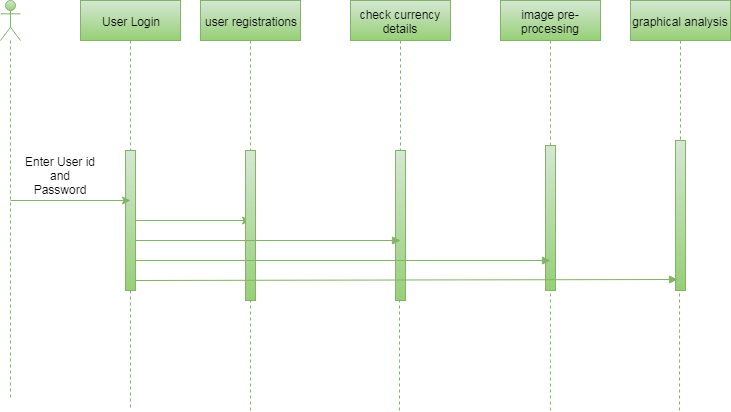 User Login
user registrations
check currency
details
image pre-
processing
graphical analysis
Enter User id
and
Password